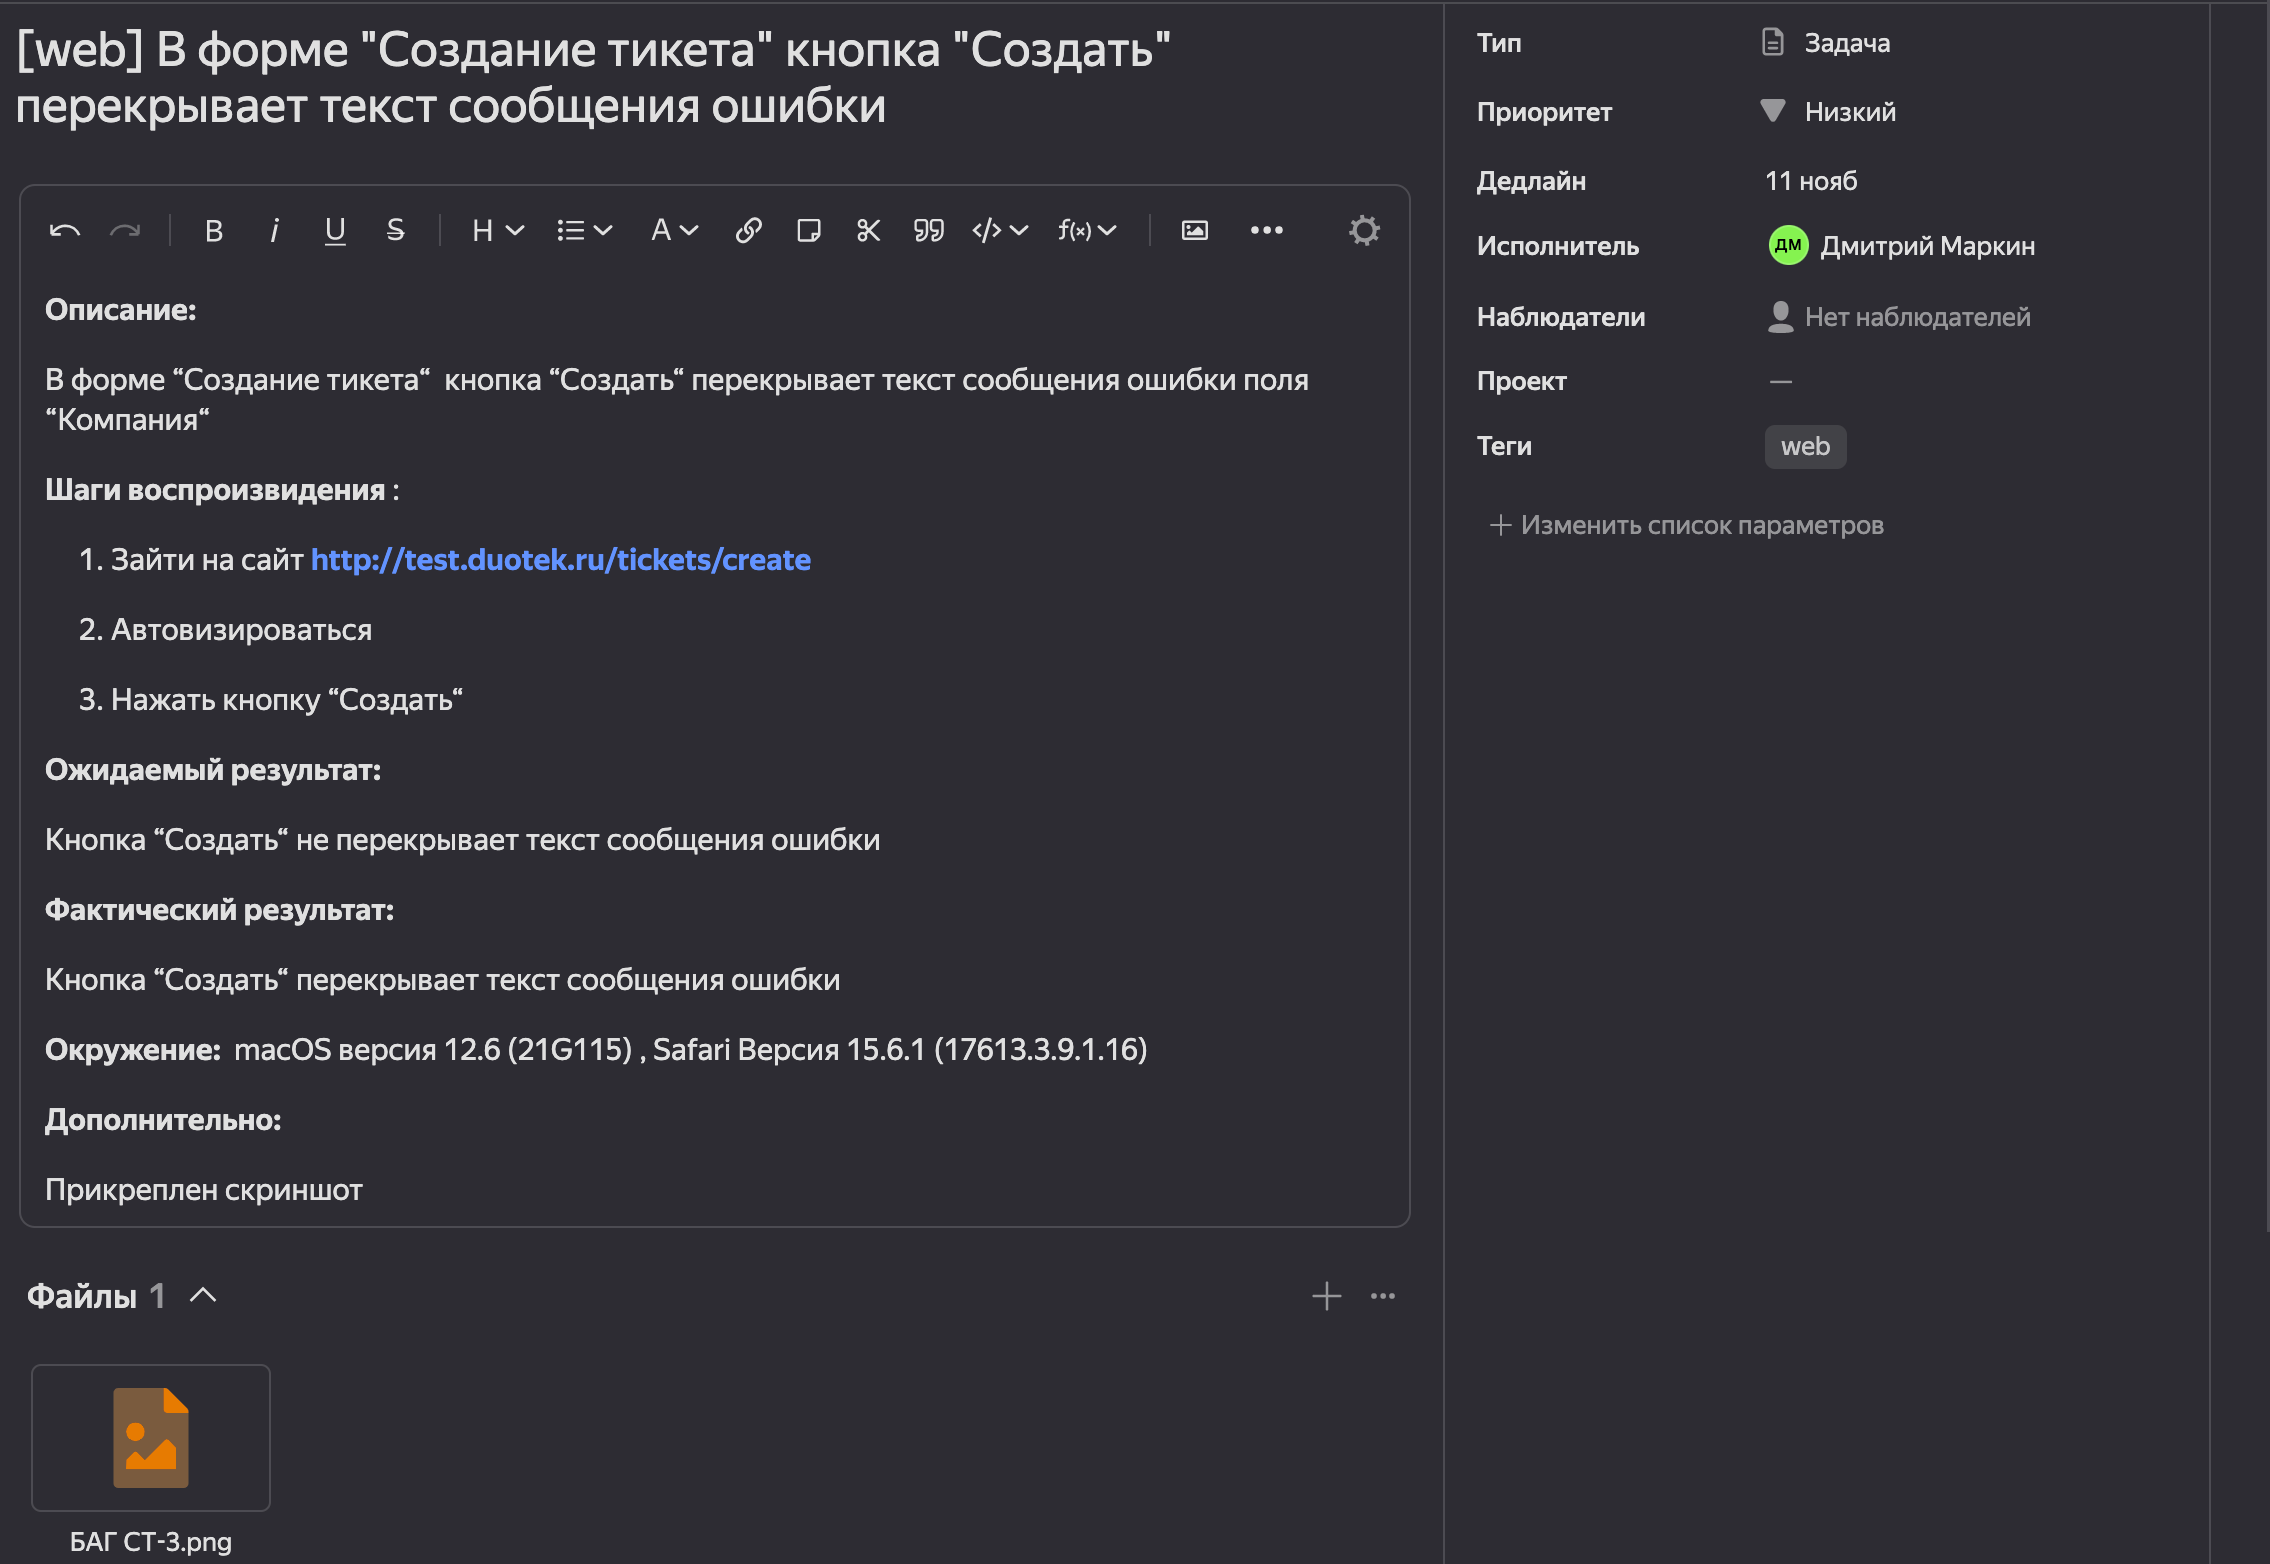 [web] В форме "Создание тикета" кнопка "Создать"
перекрывает текст сообщения ошибки
B i U S H A </> f(x)
Описание:
В форме “Создание тикета“ кнопка “Создать“ перекрывает текст сообщения ошибки поля
“Компания“
Шаги воспроизвидения :
1. Зайти на сайт http://test.duotek.ru/tickets/create
2. Автовизироваться
3. Нажать кнопку “Создать“
Ожидаемый результат:
Кнопка “Создать“ не перекрывает текст сообщения ошибки
Фактический результат:
Кнопка “Создать“ перекрывает текст сообщения ошибки
Окружение: macOS версия 12.6 (21G115) , Safari Версия 15.6.1 (17613.3.9.1.16)
Дополнительно:
Прикреплен скриншот
Файлы 1
БАГ СТ-3.png
Тип Задача
Приоритет Низкий
Дедлайн 11 нояб
Исполнитель ДМ Дмитрий Маркин
Наблюдатели Нет наблюдателей
Проект —
Теги web
+ Изменить список параметров